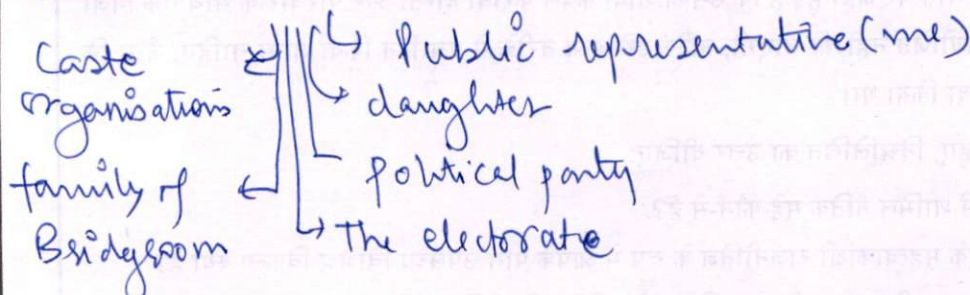 Public representative (me)
Caste organisations
daughter
Political party
family of Bridegroom
The electorate